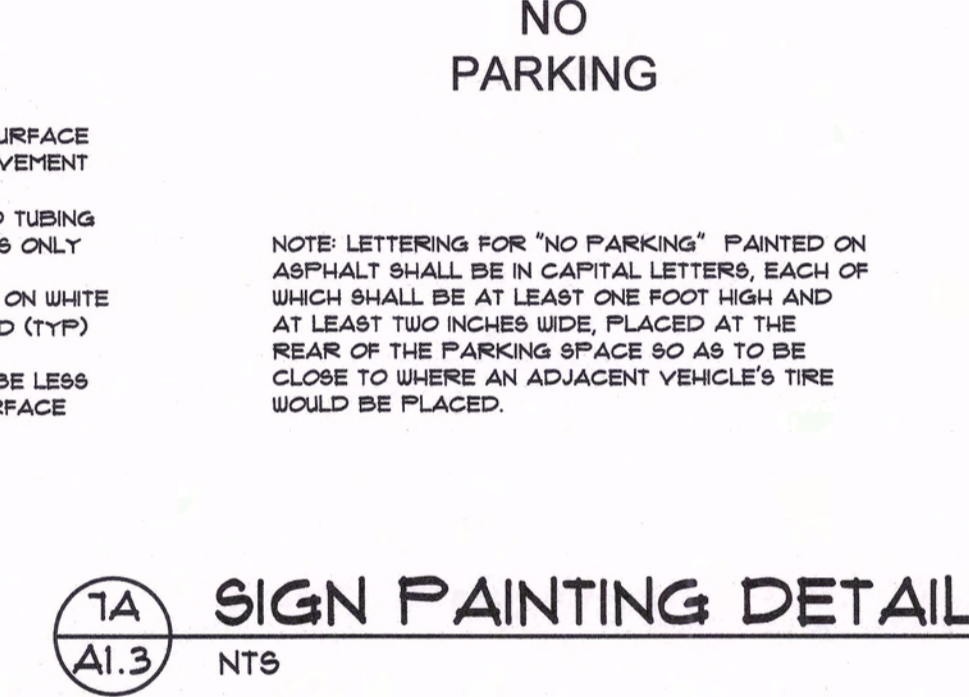 NO
PARKING
URFACE
VEMENT
TUBING
S ONLY
ON WHITE
D (TYP)
BE LESS
RFACE
NOTE: LETTERING FOR "NO PARKING" PAINTED ON
ASPHALT SHALL BE IN CAPITAL LETTERS, EACH OF
WHICH SHALL BE AT LEAST ONE FOOT HIGH AND
AT LEAST TWO INCHES WIDE, PLACED AT THE
REAR OF THE PARKING SPACE SO AS TO BE
CLOSE TO WHERE AN ADJACENT VEHICLE'S TIRE
WOULD BE PLACED.
7A
A1.3
SIGN PAINTING DETAIL
NTS